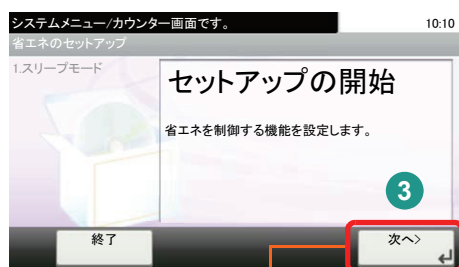 システムメニュー/カウンター画面です。 10:10
省エネのセットアップ
1.スリープモード
セットアップの開始
省エネを制御する機能を設定します。
3
終了 次へ>